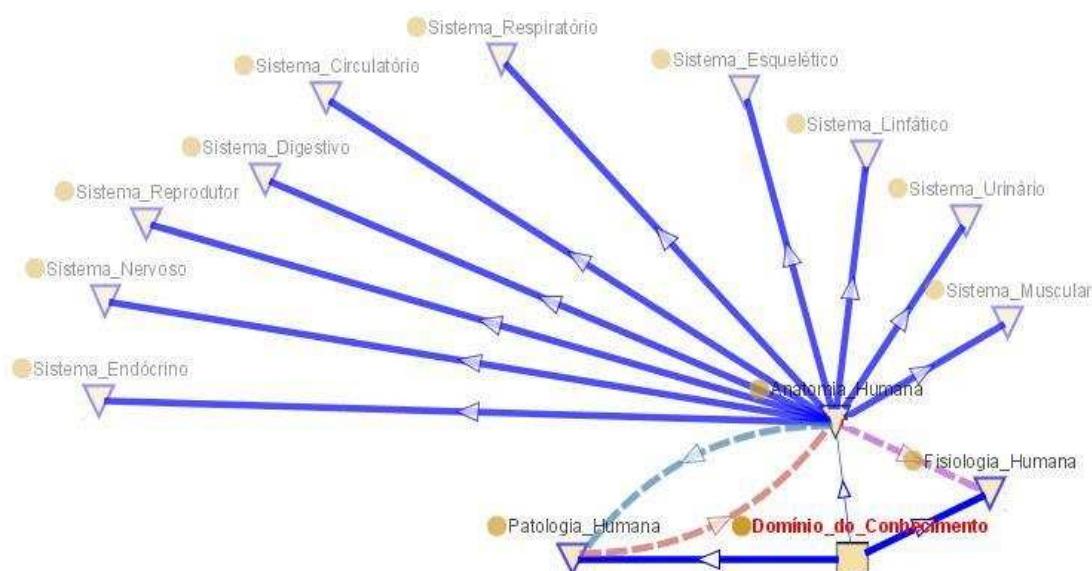 Sistema_Respiratório
Sistema_Esquelético
Sistema_Circulatório
Sistema_Linfático
Sistema_Digestivo
Sistema_Reprodutor
Sistema_Urinário
Sistema_Nervoso
Sistema_Muscular
Sistema_Endócrino
Anatomia_Humana
Fisiologia_Humana
Patologia_Humana
Domínio_do_Conhecimento